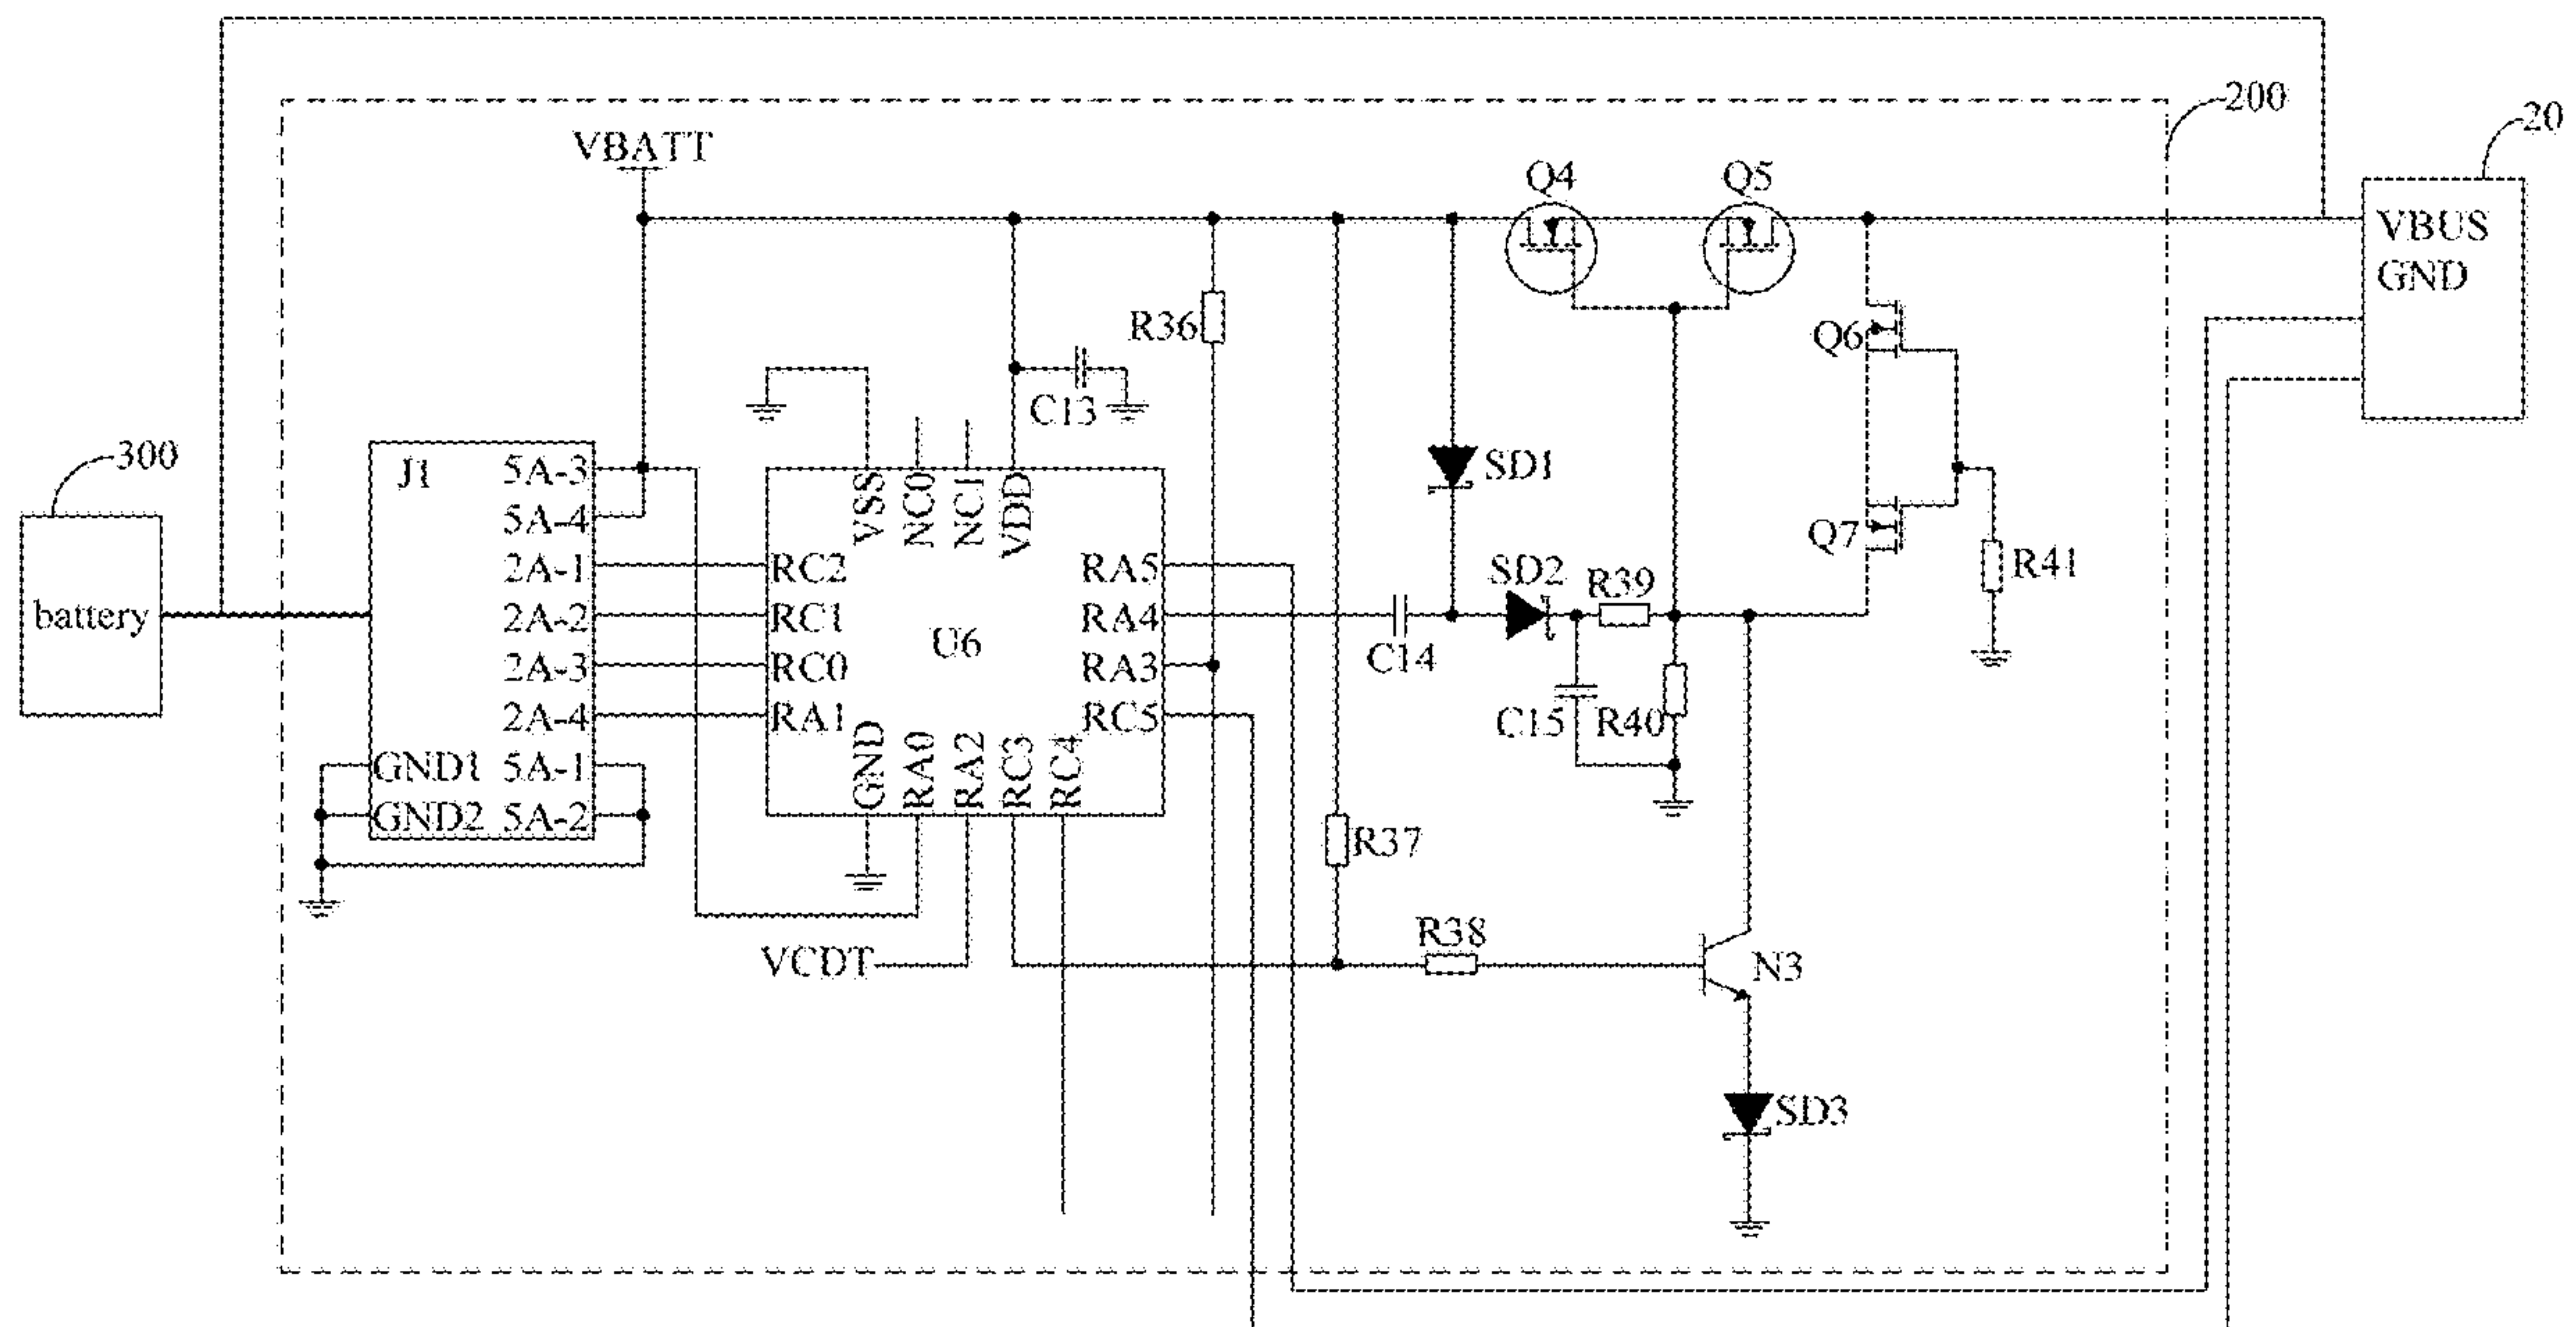 200
20
VBATT
Q4
Q5
VBUS
GND
R36
Q6
C13
300
J1
5A-3
5A-4
2A-1
2A-2
2A-3
2A-4
GND1
5A-1
GND2
5A-2
battery
VSS
NC0
NC1
VDD
RC2
RC1
RC0
RA1
U6
RA5
RA4
RA3
RC5
GND
RA0
RA2
RC3
RC4
SD1
SD2
R39
Q7
R41
C14
C15
R40
R37
VCDT
R38
N3
SD3